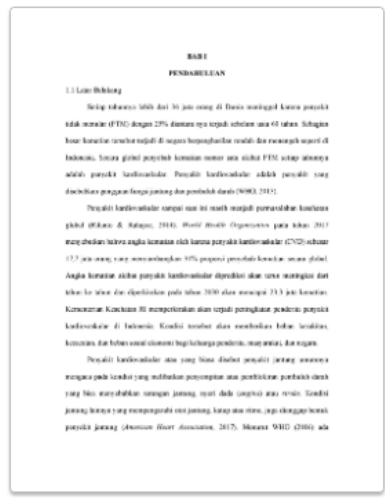 BAB I
PENDAHULUAN
1.1 Latar Belakang
Setiap tahunnya lebih dari 36 juta orang di Dunia meninggal karena penyakit
tidak menular (PTM) dengan 25% diantara nya terjadi sebelum usia 60 tahun. Sebagian
besar kematian tersebut terjadi di negara berpenghasilan rendah dan menengah seperti di
Indonesia. Secara global penyebab kematian nomer satu akibat PTM setiap tahunnya
adalah penyakit kardiovaskular. Penyakit kardiovaskular adalah penyakit yang
disebabkan gangguan fungsi jantung dan pembuluh darah (WHO, 2013).
Penyakit kardiovaskular sampai saat ini masih menjadi permasalahan kesehatan
global ( & , 2014). World Health Organization pada tahun 2015
menyebutkan bahwa angka kematian oleh karena penyakit kardiovaskular (CVD) sebesar
17,7 juta orang yang menyumbangkan 31% proporsi penyebab kematian secara global.
Angka kematian akibat penyakit kardiovaskular diprediksi akan terus meningkat dari
tahun ke tahun dan diperkirakan pada tahun 2030 akan mencapai 23,3 juta kematian.
Kementerian Kesehatan RI memperkirakan akan terjadi peningkatan penderita penyakit
kardiovaskular di Indonesia. Kondisi tersebut akan memberikan beban kesakitan,
kecacatan, dan beban sosial ekonomi bagi keluarga penderita, masyarakat, dan negara.
Penyakit kardiovaskular atau yang biasa disebut penyakit jantung umumnya
mengacu pada kondisi yang melibatkan penyempitan atau pemblokiran pembuluh darah
yang bisa menyebabkan serangan jantung, nyeri dada (angina) atau stroke. Kondisi
jantung lainnya yang mempengaruhi otot jantung, katup atau ritme, juga dianggap bentuk
penyakit jantung (American Heart Association, 2017). Menurut WHO (2016) ada